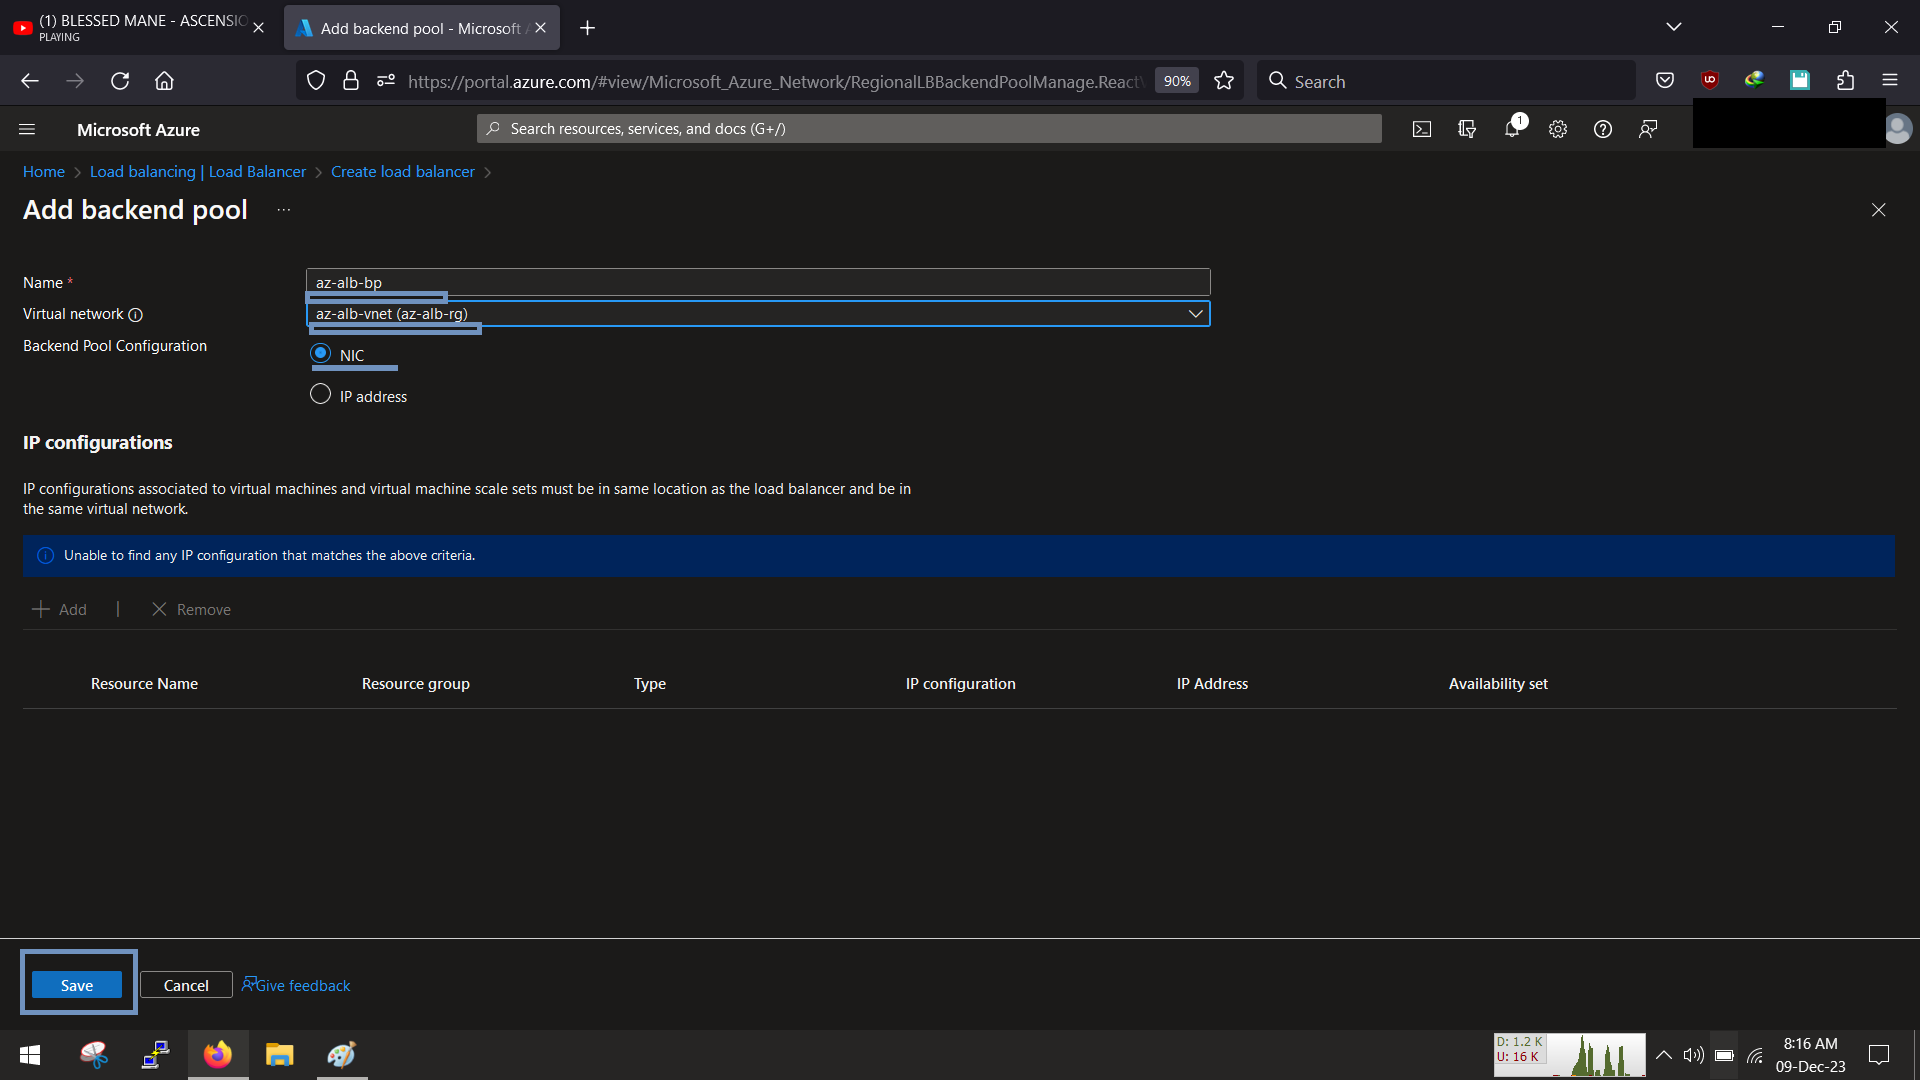 (1) BLESSED MANE - ASCENSIO
PLAYING
Add backend pool - Microsoft A
https://portal.azure.com/#view/Microsoft_Azure_Network/RegionalLBBackendPoolManage.React
90%
Search
Microsoft Azure
Search resources, services, and docs (G+/)
1
Home > Load balancing | Load Balancer > Create load balancer >
Add backend pool ...
Name *
az-alb-bp
Virtual network
az-alb-vnet (az-alb-rg)
Backend Pool Configuration
NIC
IP address
IP configurations
IP configurations associated to virtual machines and virtual machine scale sets must be in same location as the load balancer and be in
the same virtual network.
Unable to find any IP configuration that matches the above criteria.
Add | Remove
Resource Name Resource group Type IP configuration IP Address Availability set
Save Cancel Give feedback
D: 1.2 K
U: 16 K
8:16 AM
09-Dec-23